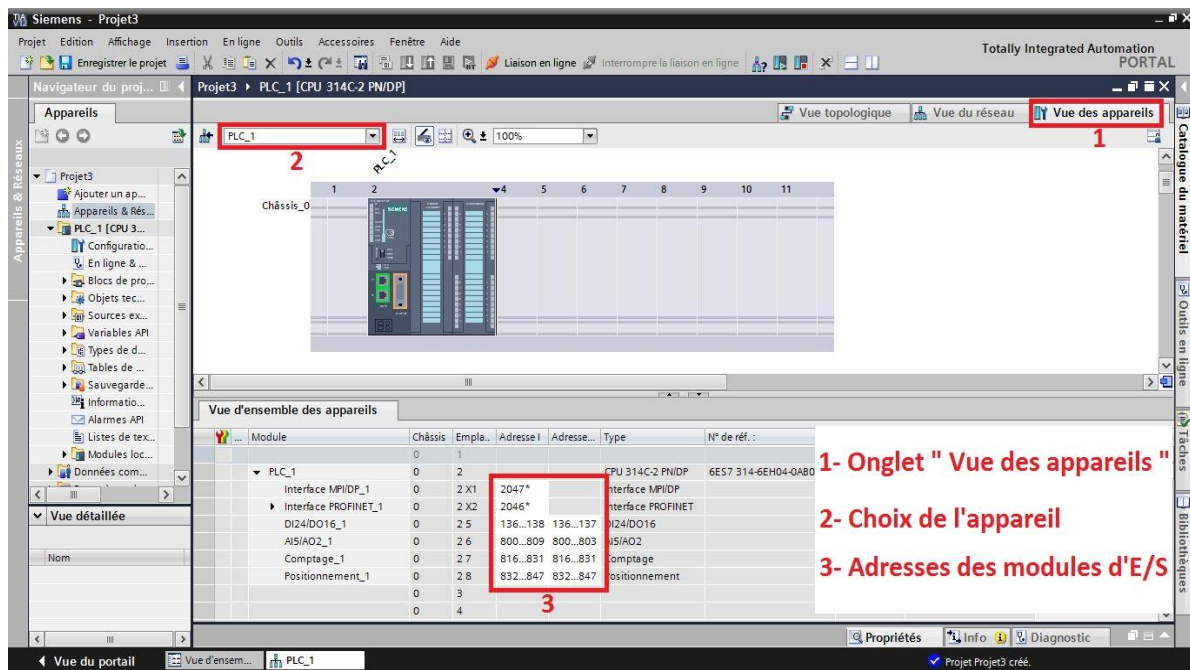 Siemens - Projet3
Projet Edition Affichage Insertion En ligne Outils Accessoires Fenêtre Aide
Enregistrer le projet Liaison en ligne Interrompre la liaison en ligne
Totally Integrated Automation
PORTAL
Navigateur du proj...
Projet3 PLC_1 [CPU 314C-2 PN/DP]
Appareils
Vue topologique Vue du réseau Vue des appareils
1
PLC_1 100%
2
PLC_1
1 2 4 5 6 7 8 9 10 11
Châssis_0
SIEMENS
Appareils & Réseaux
Projet3
Ajouter un ap...
Appareils & Rés...
PLC_1 [CPU 3...
Configuratio...
En ligne & ...
Blocs de pro...
Objets tec...
Sources ex...
Variables API
Types de d...
Tables de ...
Sauvegarde...
Informatio...
Alarmes API
Listes de tex...
Modules loc...
Données com...
Vue détaillée
Nom
Vue d'ensemble des appareils
... Module Châssis Empla.. Adresse I Adresse... Type N° de réf. :
0 1
PLC_1 0 2 CPU 314C-2 PN/DP 6ES7 314-6EH04-0AB0
Interface MPI/DP_1 0 2 X1 2047* Interface MPI/DP
Interface PROFINET_1 0 2 X2 2046* Interface PROFINET
DI24/DO16_1 0 2 5 136...138 136...137 DI24/DO16
AI5/AO2_1 0 2 6 800...809 800...803 AI5/AO2
Comptage_1 0 2 7 816...831 816...831 Comptage
Positionnement_1 0 2 8 832...847 832...847 Positionnement
0 3
0 4
3
1- Onglet " Vue des appareils "
2- Choix de l'appareil
3- Adresses des modules d'E/S
Catalogue du matériel
Outils en ligne
Tâches
Bibliothèques
Propriétés Info Diagnostic
Vue du portail Vue d'ensem... PLC_1 Projet Projet3 créé.